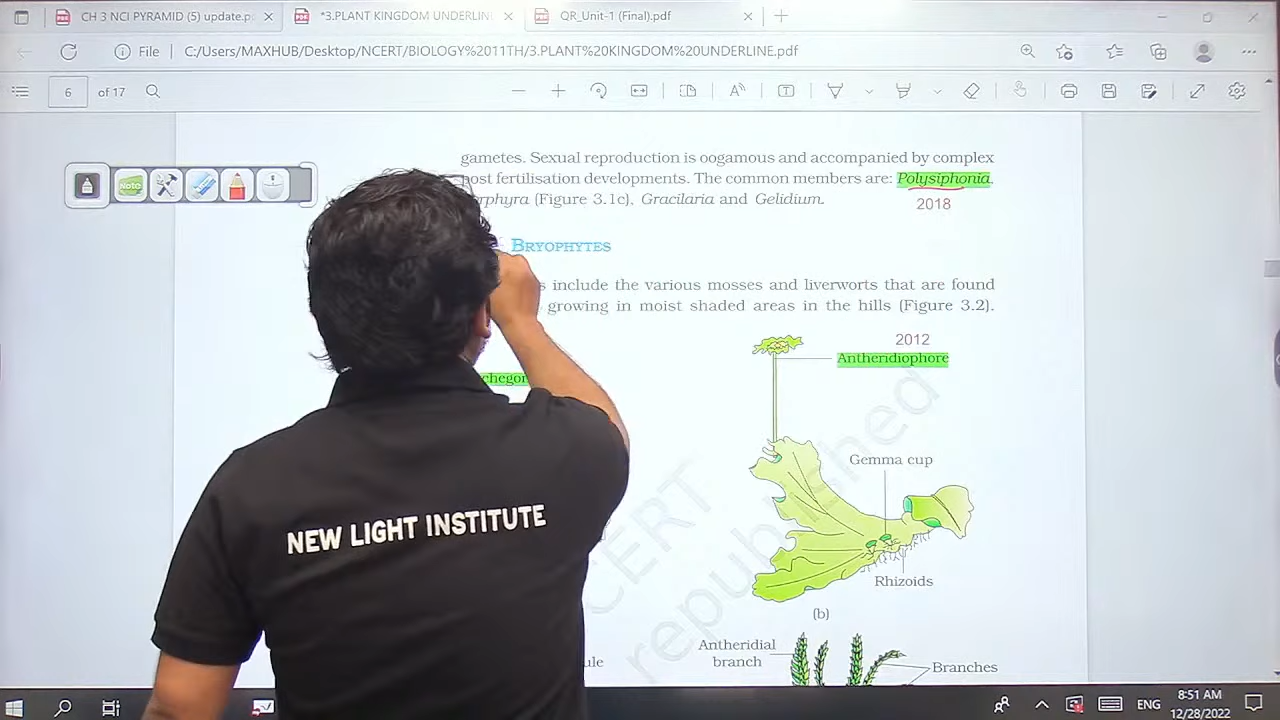 CH 3 NCI PYRAMID (5) update.p
*3.PLANT KINGDOM UNDERLIN
QR_Unit-1 (Final).pdf
File
C:/Users/MAXHUB/Desktop/NCERT/BIOLOGY%2011TH/3.PLANT%20KINGDOM%20UNDERLINE.pdf
6 of 17
gametes. Sexual reproduction is oogamous and accompanied by complex
post fertilisation developments. The common members are: Polysiphonia,
(Figure 3.1c), Gracilaria and Gelidium.
2018
Note
BRYOPHYTES
include the various mosses and liverworts that are found
growing in moist shaded areas in the hills (Figure 3.2).
2012
Antheridiophore
Gemma cup
Rhizoids
(b)
Antheridial
branch
Branches
republished
NEW LIGHT INSTITUTE
ENG
8:51 AM
12/28/2022